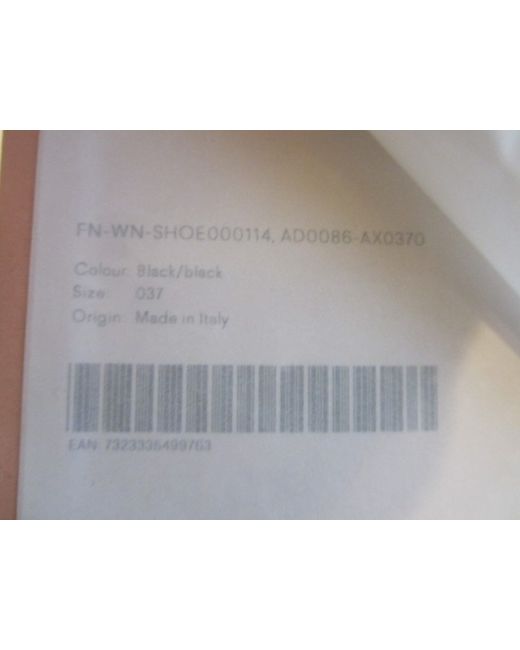 FN-WN-SHOE000114, AD0086-AX0370
Colour: Black/black
Size: 037
Origin: Made in Italy
EAN: 7323335499763